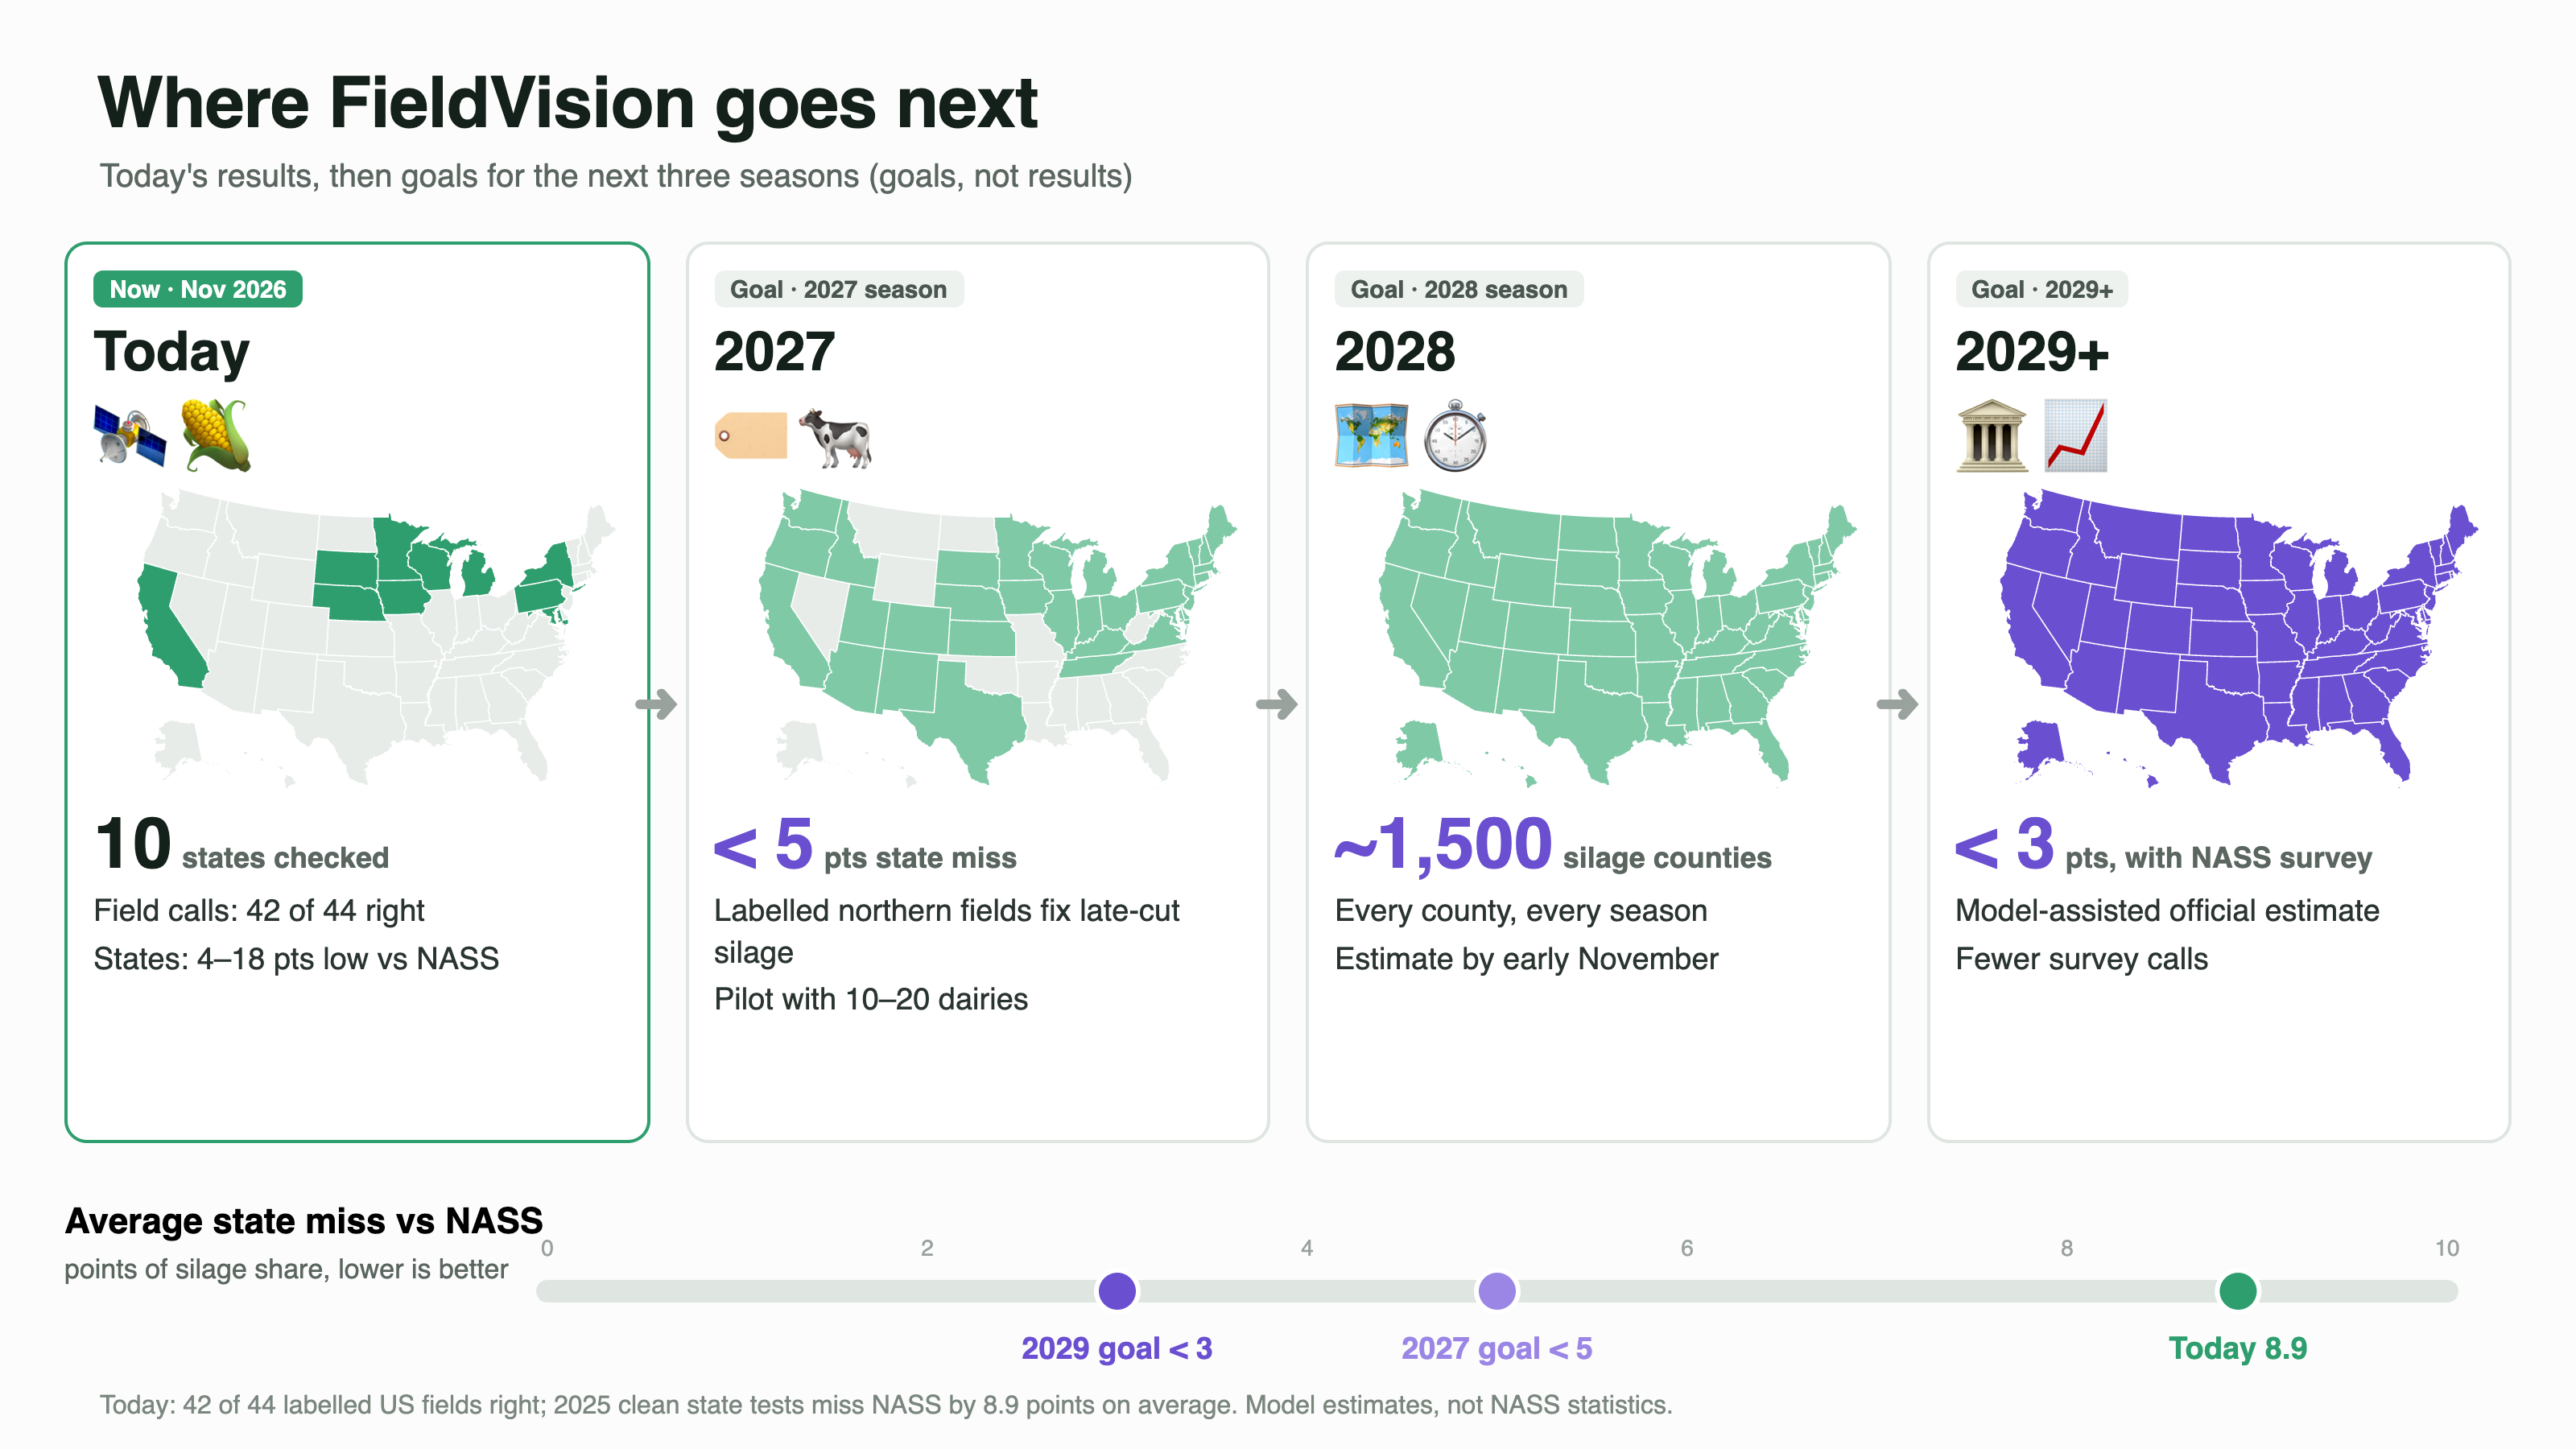 Where FieldVision goes next
Today's results, then goals for the next three seasons (goals, not results)
Now · Nov 2026
Today
10 states checked
Field calls: 42 of 44 right
States: 4–18 pts low vs NASS
Goal · 2027 season
2027
< 5 pts state miss
Labelled northern fields fix late-cut
silage
Pilot with 10–20 dairies
Goal · 2028 season
2028
~1,500 silage counties
Every county, every season
Estimate by early November
Goal · 2029+
2029+
< 3 pts, with NASS survey
Model-assisted official estimate
Fewer survey calls
Average state miss vs NASS
points of silage share, lower is better
0 2 4 6 8 10
2029 goal < 3
2027 goal < 5
Today 8.9
Today: 42 of 44 labelled US fields right; 2025 clean state tests miss NASS by 8.9 points on average. Model estimates, not NASS statistics.